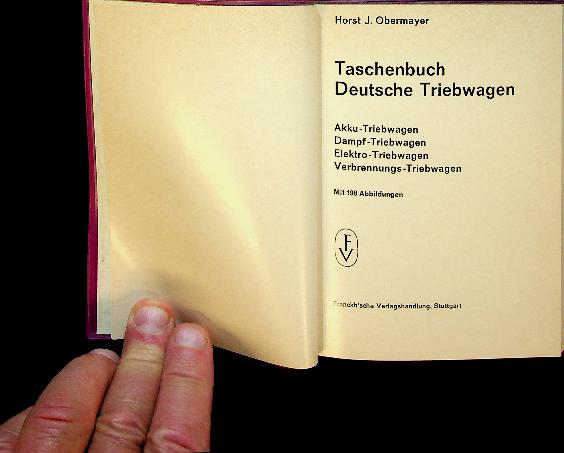 Horst J. Obermayer
Taschenbuch
Deutsche Triebwagen
Akku-Triebwagen
Dampf-Triebwagen
Elektro-Triebwagen
Verbrennungs-Triebwagen
Mit 198 Abbildungen
F
V
Franckh'sche Verlagshandlung, Stuttgart